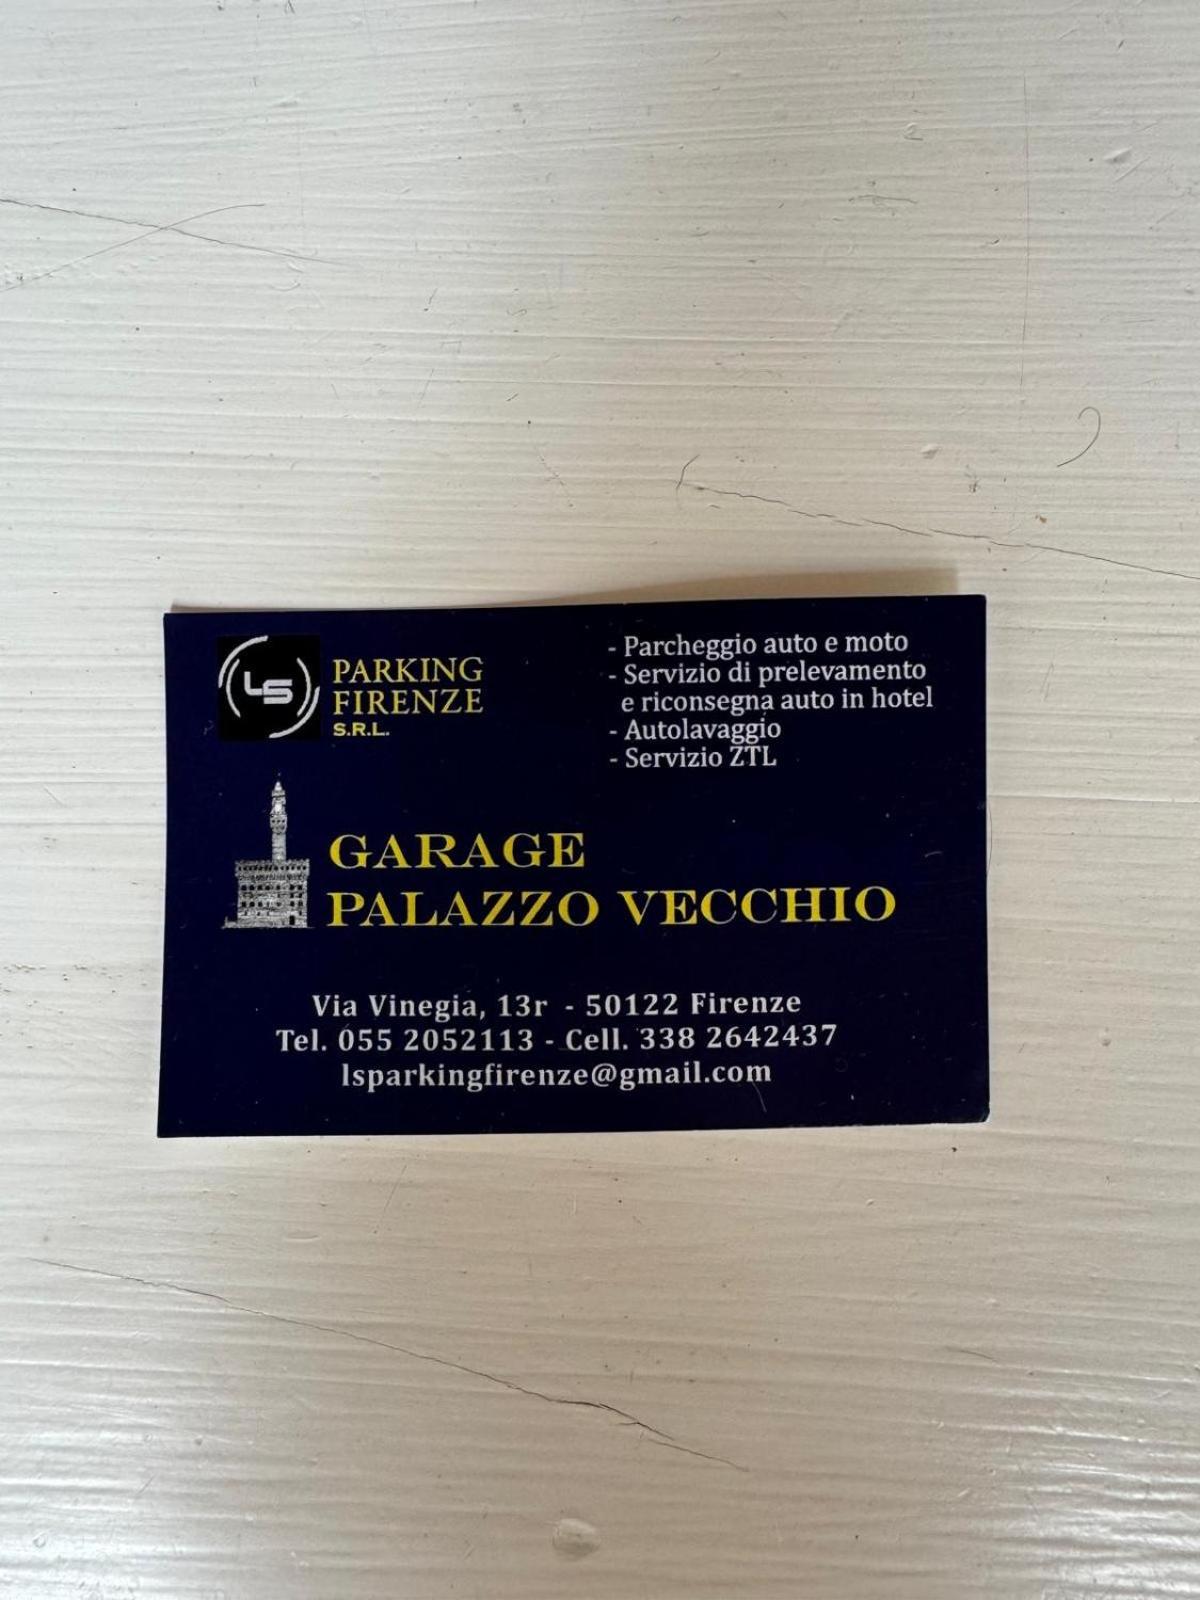 LS
PARKING
FIRENZE
S.R.L.
- Parcheggio auto e moto
- Servizio di prelevamento
e riconsegna auto in hotel
- Autolavaggio
- Servizio ZTL
GARAGE
PALAZZO VECCHIO
Via Vinegia, 13r - 50122 Firenze
Tel. 055 2052113 - Cell. 338 2642437
lsparkingfirenze@gmail.com